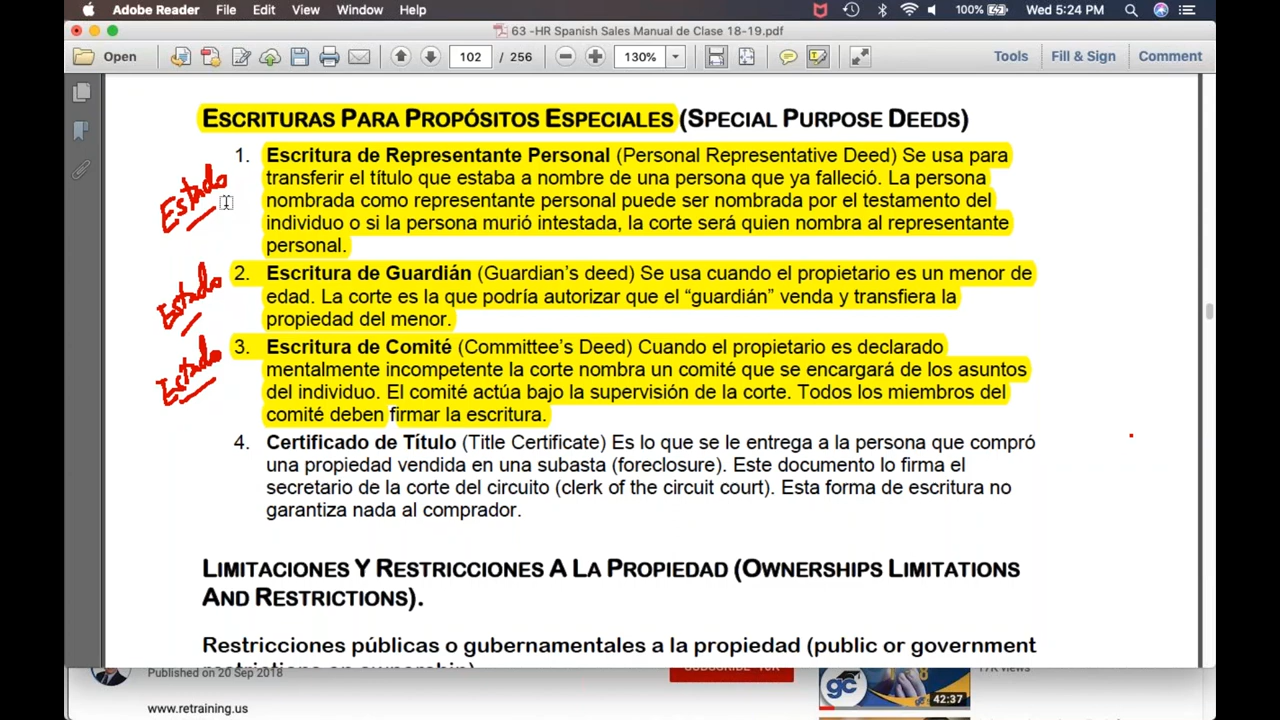 Adobe Reader File Edit View Window Help 100% Wed 5:24 PM
63 -HR Spanish Sales Manual de Clase 18-19.pdf
Open 102 / 256 130% Tools Fill & Sign Comment
ESCRITURAS PARA PROPÓSITOS ESPECIALES (SPECIAL PURPOSE DEEDS)
1. Escritura de Representante Personal (Personal Representative Deed) Se usa para
transferir el título que estaba a nombre de una persona que ya falleció. La persona
Estado
nombrada como representante personal puede ser nombrada por el testamento del
individuo o si la persona murió intestada, la corte será quien nombra al representante
personal.
2. Escritura de Guardián (Guardian's deed) Se usa cuando el propietario es un menor de
Estado
edad. La corte es la que podría autorizar que el "guardián" venda y transfiera la
propiedad del menor.
3. Escritura de Comité (Committee's Deed) Cuando el propietario es declarado
Estado
mentalmente incompetente la corte nombra un comité que se encargará de los asuntos
del individuo. El comité actúa bajo la supervisión de la corte. Todos los miembros del
comité deben firmar la escritura.
4. Certificado de Título (Title Certificate) Es lo que se le entrega a la persona que compró
una propiedad vendida en una subasta (foreclosure). Este documento lo firma el
secretario de la corte del circuito (clerk of the circuit court). Esta forma de escritura no
garantiza nada al comprador.
LIMITACIONES Y RESTRICCIONES A LA PROPIEDAD (OWNERSHIPS LIMITATIONS
AND RESTRICTIONS).
Restricciones públicas o gubernamentales a la propiedad (public or government
Published on 20 Sep 2018
gc 42:37
www.retraining.us